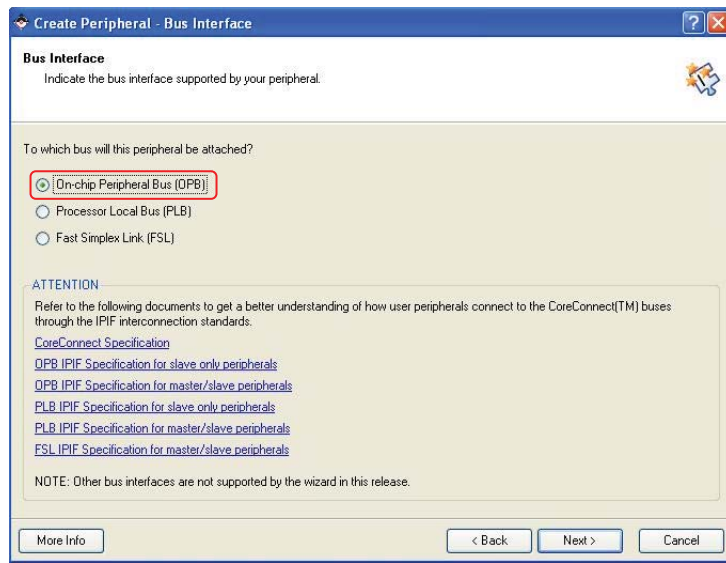 Create Peripheral - Bus Interface
Bus Interface
Indicate the bus interface supported by your peripheral.
To which bus will this peripheral be attached?
On-chip Peripheral Bus (OPB)
Processor Local Bus (PLB)
Fast Simplex Link (FSL)
ATTENTION
Refer to the following documents to get a better understanding of how user peripherals connect to the CoreConnect(TM) buses
through the IPIF interconnection standards.
CoreConnect Specification
OPB IPIF Specification for slave only peripherals
OPB IPIF Specification for master/slave peripherals
PLB IPIF Specification for slave only peripherals
PLB IPIF Specification for master/slave peripherals
FSL IPIF Specification for master/slave peripherals
NOTE: Other bus interfaces are not supported by the wizard in this release.
More Info
< Back
Next >
Cancel